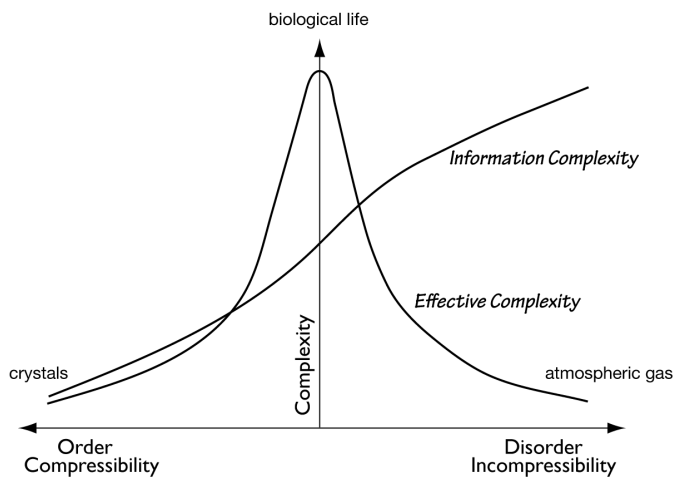 biological life
Information Complexity
Effective Complexity
Complexity
crystals
atmospheric gas
Order
Compressibility
Disorder
Incompressibility